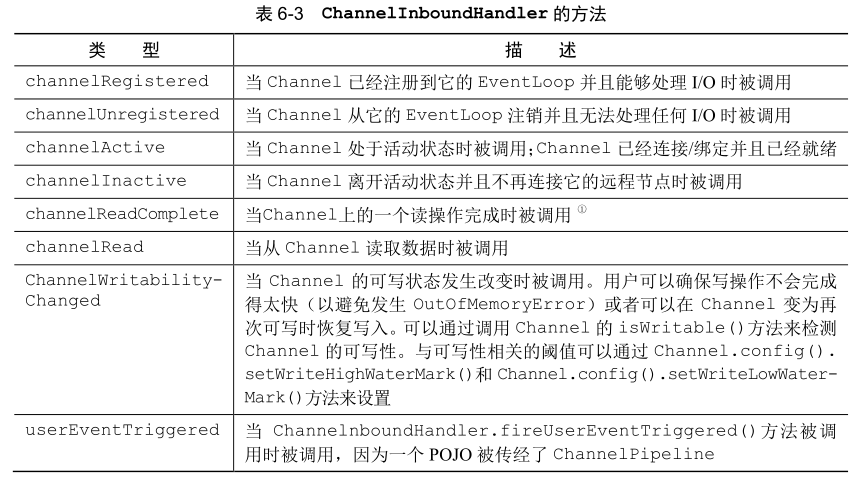 表 6-3 ChannelInboundHandler 的方法
类 型 描 述
channelRegistered 当 Channel 已经注册到它的 EventLoop 并且能够处理 I/O 时被调用
channelUnregistered 当 Channel 从它的 EventLoop 注销并且无法处理任何 I/O 时被调用
channelActive 当 Channel 处于活动状态时被调用；Channel 已经连接/绑定并且已经就绪
channelInactive 当 Channel 离开活动状态并且不再连接它的远程节点时被调用
channelReadComplete 当Channel上的一个读操作完成时被调用 ①
channelRead 当从 Channel 读取数据时被调用
ChannelWritability- 当 Channel 的可写状态发生改变时被调用。用户可以确保写操作不会完成
Changed 得太快（以避免发生 OutOfMemoryError）或者可以在 Channel 变为再
次可写时恢复写入。可以通过调用 Channel 的 isWritable()方法来检测
Channel 的可写性。与可写性相关的阈值可以通过 Channel.config().
setWriteHighWaterMark()和 Channel.config().setWriteLowWater-
Mark()方法来设置
userEventTriggered 当 ChannelnboundHandler.fireUserEventTriggered()方法被调
用时被调用，因为一个 POJO 被传经了 ChannelPipeline